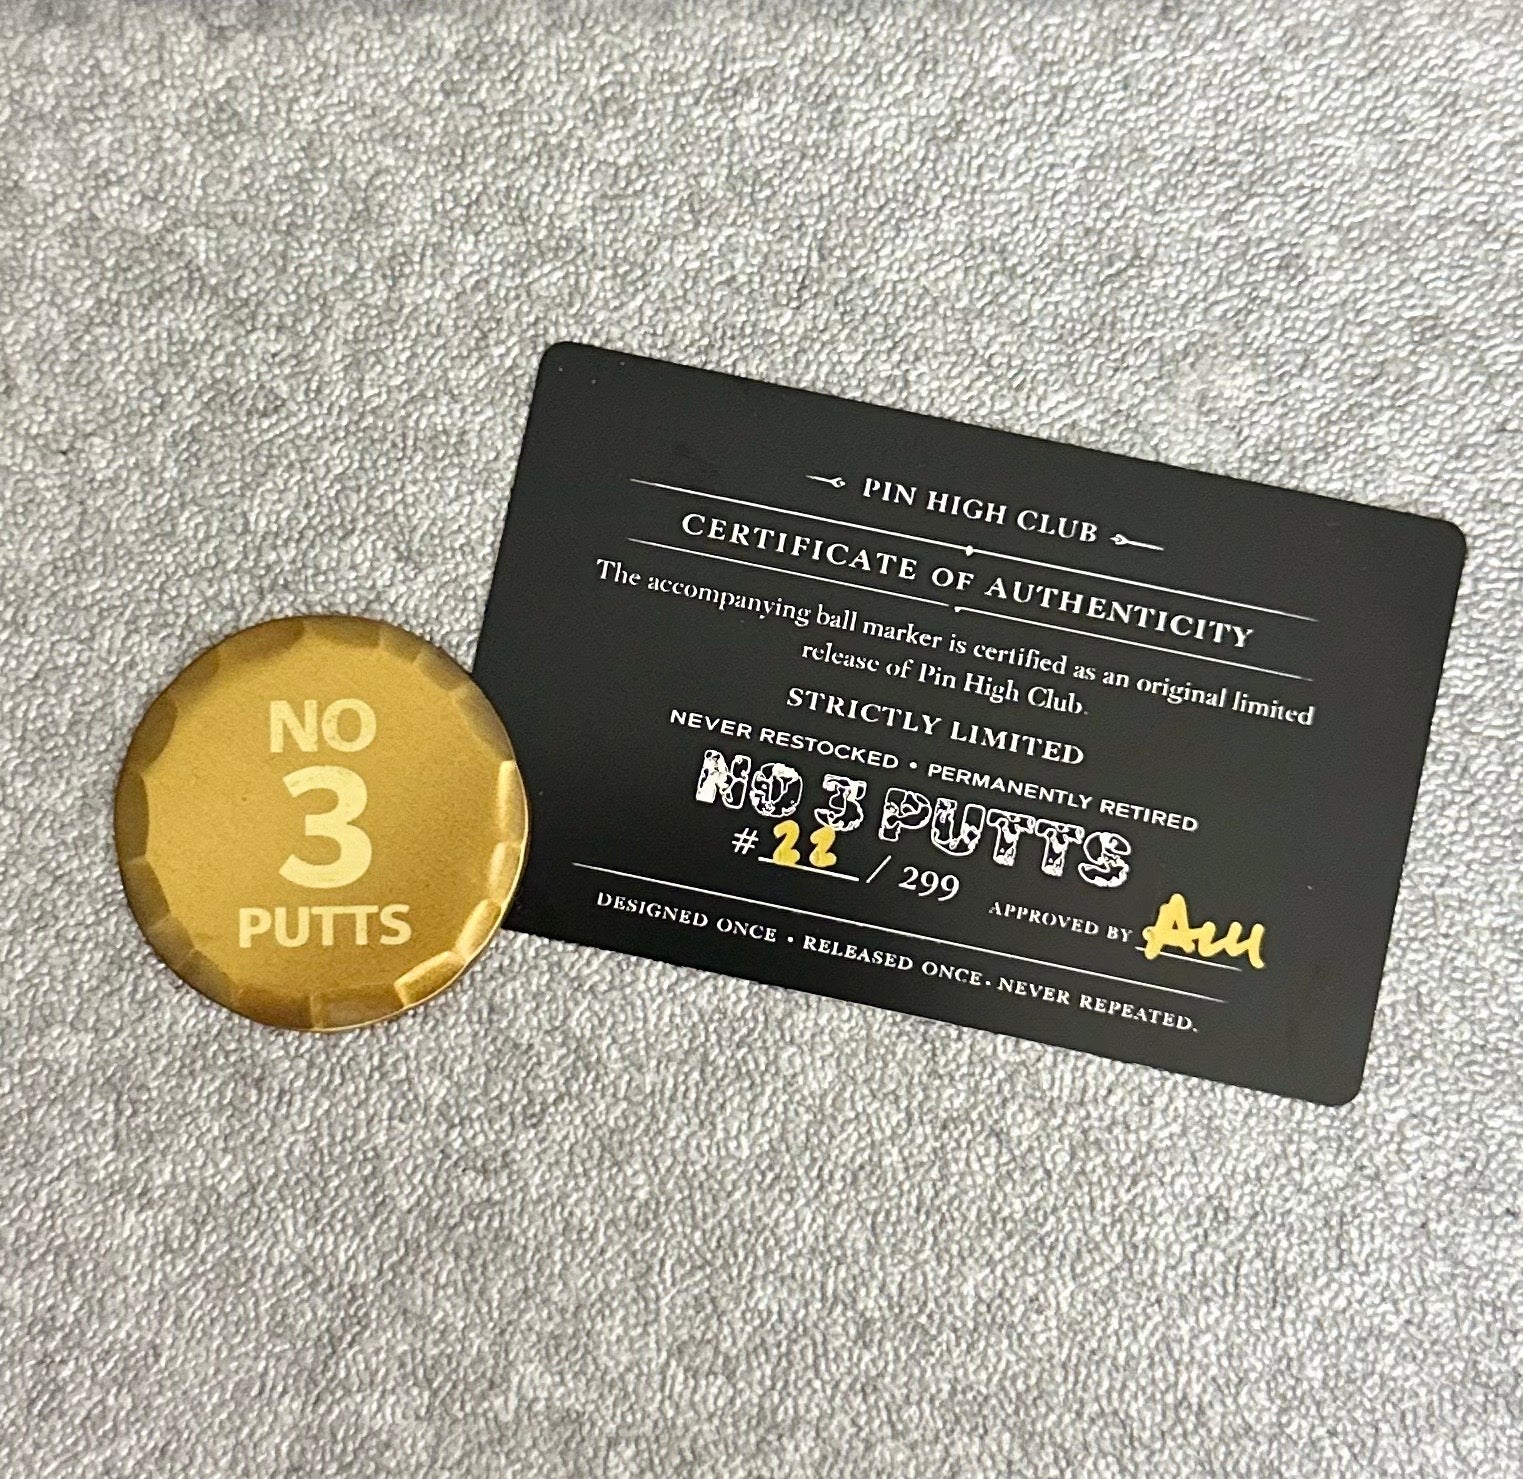 NO
3
PUTTS
PIN HIGH CLUB
CERTIFICATE OF AUTHENTICITY
The accompanying ball marker is certified as an original limited
release of Pin High Club.
STRICTLY LIMITED
NEVER RESTOCKED • PERMANENTLY RETIRED
NO 3 PUTTS
# 22 / 299
APPROVED BY
DESIGNED ONCE • RELEASED ONCE • NEVER REPEATED.